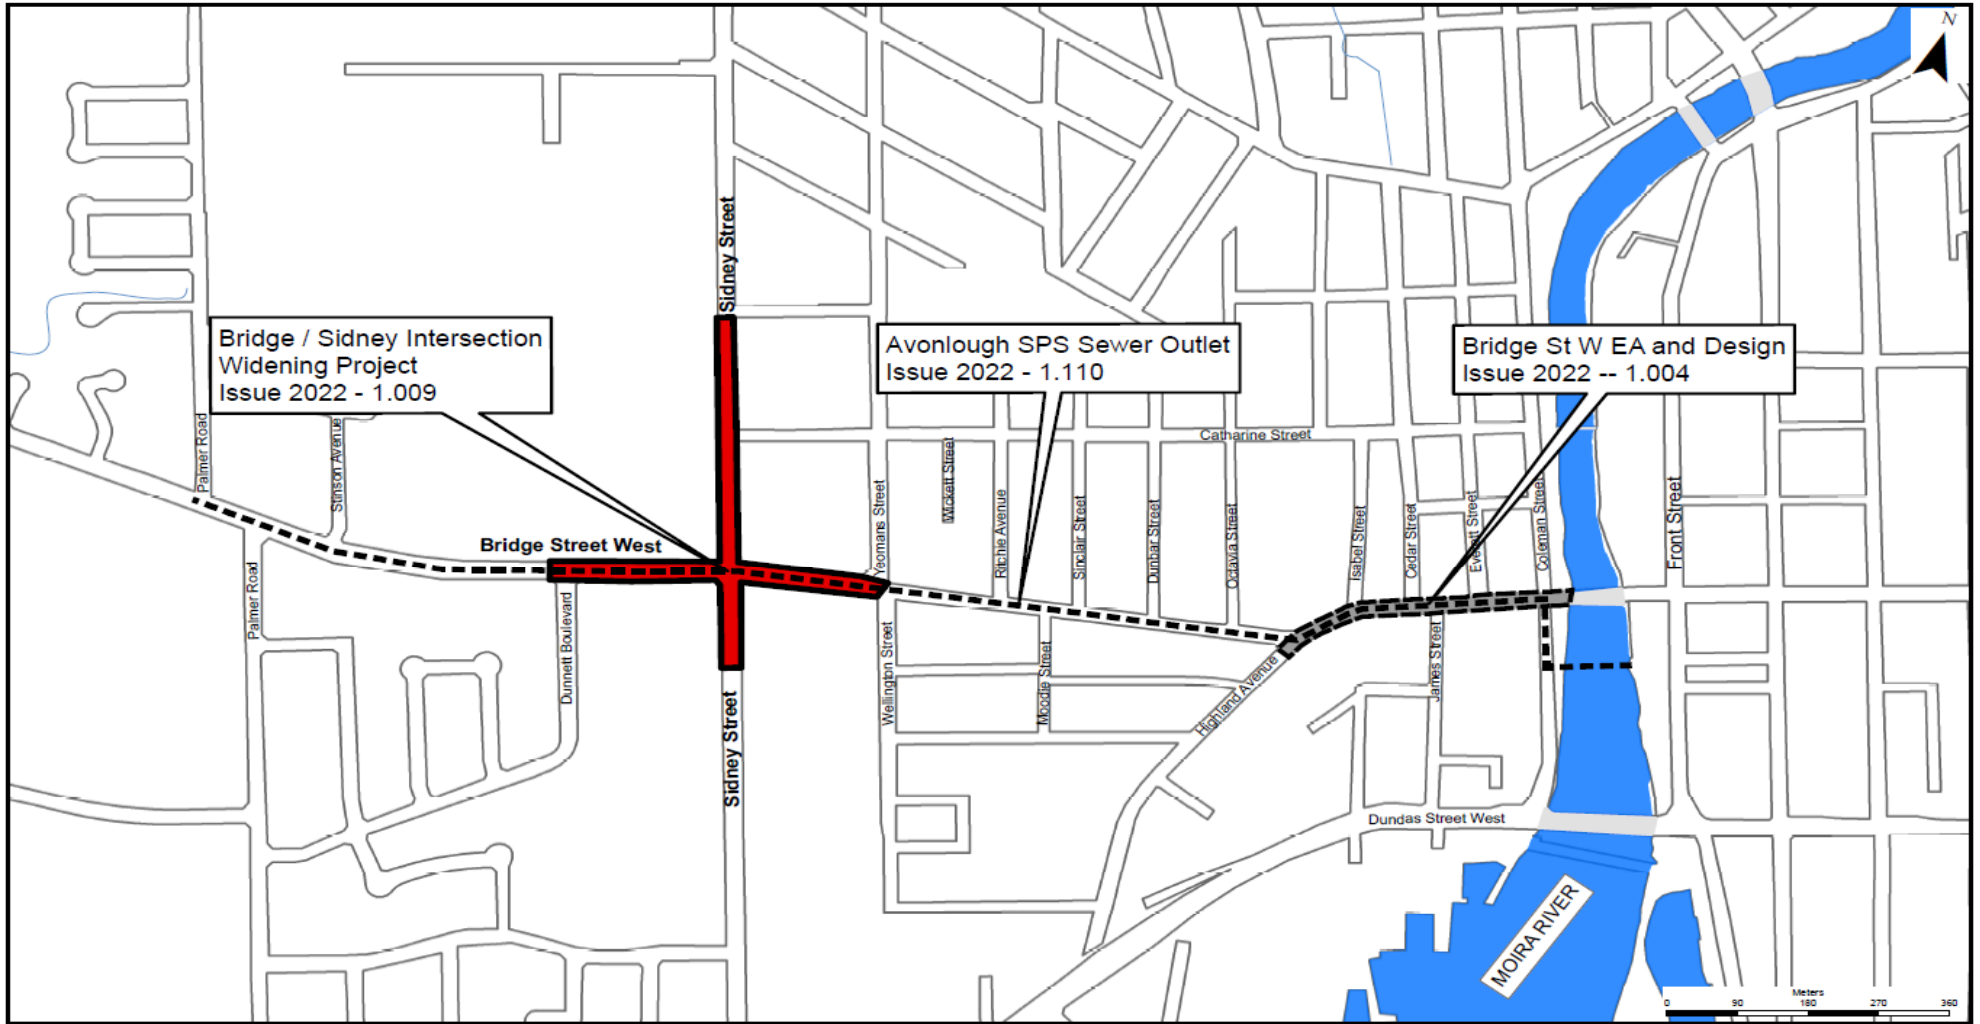 N
Sidney Street
Bridge / Sidney Intersection
Widening Project
Issue 2022 - 1.009
Avonlough SPS Sewer Outlet
Issue 2022 - 1.110
Bridge St W EA and Design
Issue 2022 -- 1.004
Palmer Road
Stinson Avenue
Catharine Street
Wickett Street
Yeomans Street
Ritchie Avenue
Sinclair Street
Dunbar Street
Octavia Street
Isabel Street
Cedar Street
Everett Street
Coleman Street
Front Street
Bridge Street West
Palmer Road
Dunnett Boulevard
Sidney Street
Wellington Street
Moodie Street
Highland Avenue
James Street
Dundas Street West
MOIRA RIVER
Meters
0 90 180 270 360